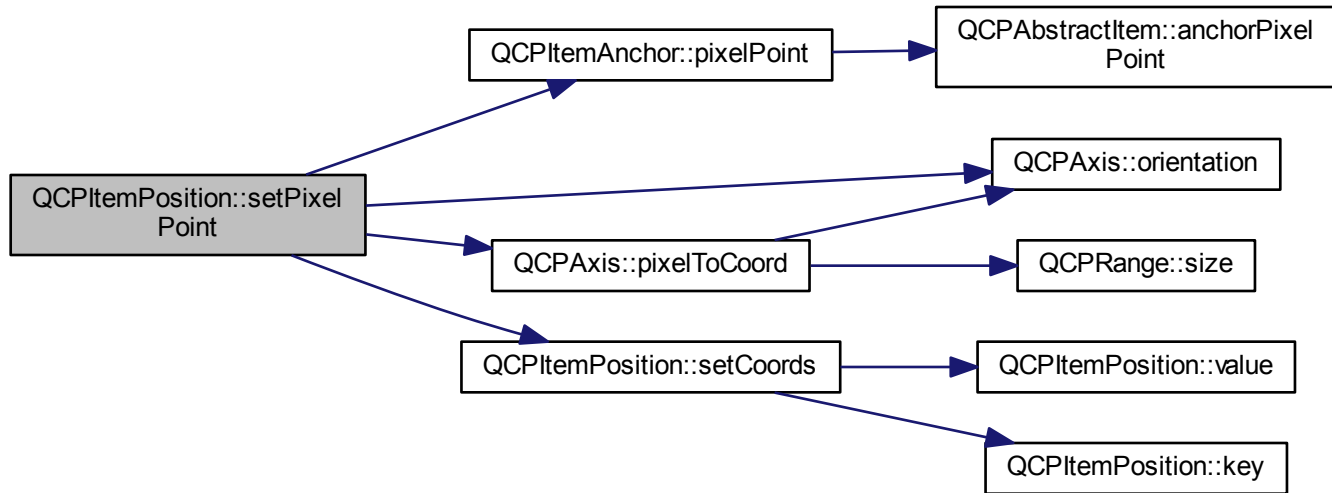 QCPItemAnchor::pixelPoint
QCPAbstractItem::anchorPixel
Point
QCPAxis::orientation
QCPItemPosition::setPixel
Point
QCPAxis::pixelToCoord
QCPRange::size
QCPItemPosition::setCoords
QCPItemPosition::value
QCPItemPosition::key